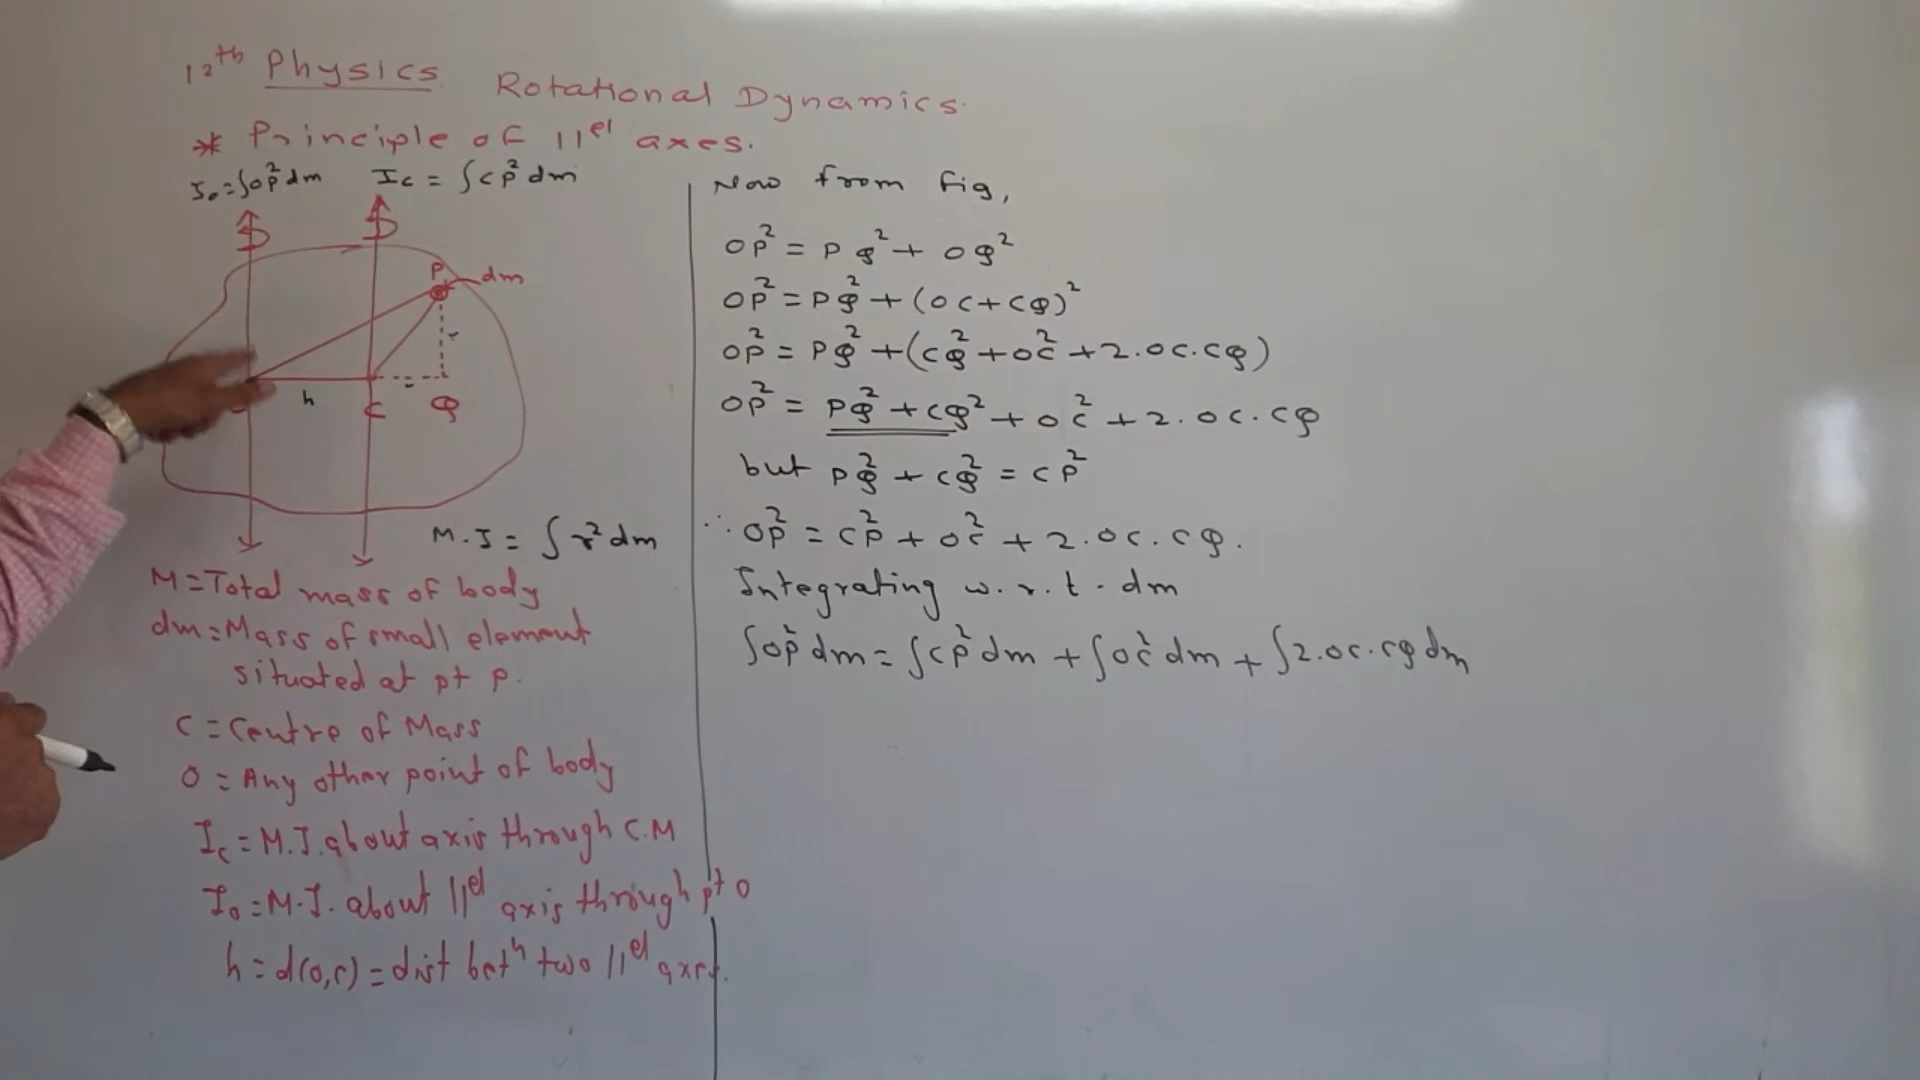 12th Physics. Rotational Dynamics.
* Principle of ||el axes.
I₀ = ∫OP² dm Ic = ∫CP² dm
P dm
h C Q
M.I = ∫r² dm
M = Total mass of body
dm = Mass of small element
situated at pt P.
C = Centre of Mass
O = Any other point of body
Ic = M.I. about axis through C.M
I₀ = M.I. about ||el axis through pt O
h = d(O,C) = dist betⁿ two ||el axes.
Now from fig,
OP² = PQ² + OQ²
OP² = PQ² + (OC + CQ)²
OP² = PQ² + (CQ² + OC² + 2.OC.CQ)
OP² = PQ² + CQ² + OC² + 2.OC.CQ
but PQ² + CQ² = CP²
∴ OP² = CP² + OC² + 2.OC.CQ.
Integrating w.r.t. dm
∫OP² dm = ∫CP² dm + ∫OC² dm + ∫2.OC.CQ dm